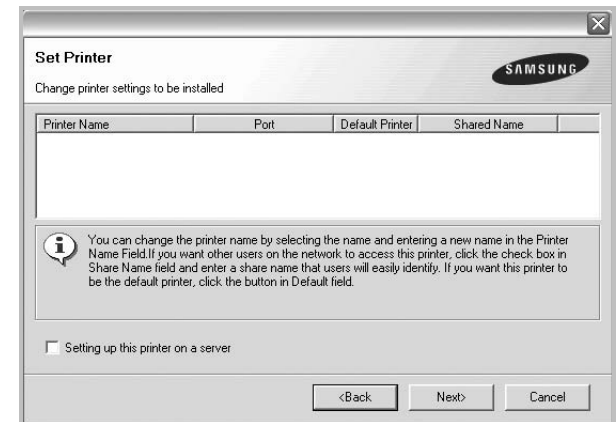 Set Printer
SAMSUNG
Change printer settings to be installed
Printer Name Port Default Printer Shared Name
You can change the printer name by selecting the name and entering a new name in the Printer
Name Field.If you want other users on the network to access this printer, click the check box in
Share Name field and enter a share name that users will easily identify. If you want this printer to
be the default printer, click the button in Default field.
Setting up this printer on a server
<Back Next> Cancel